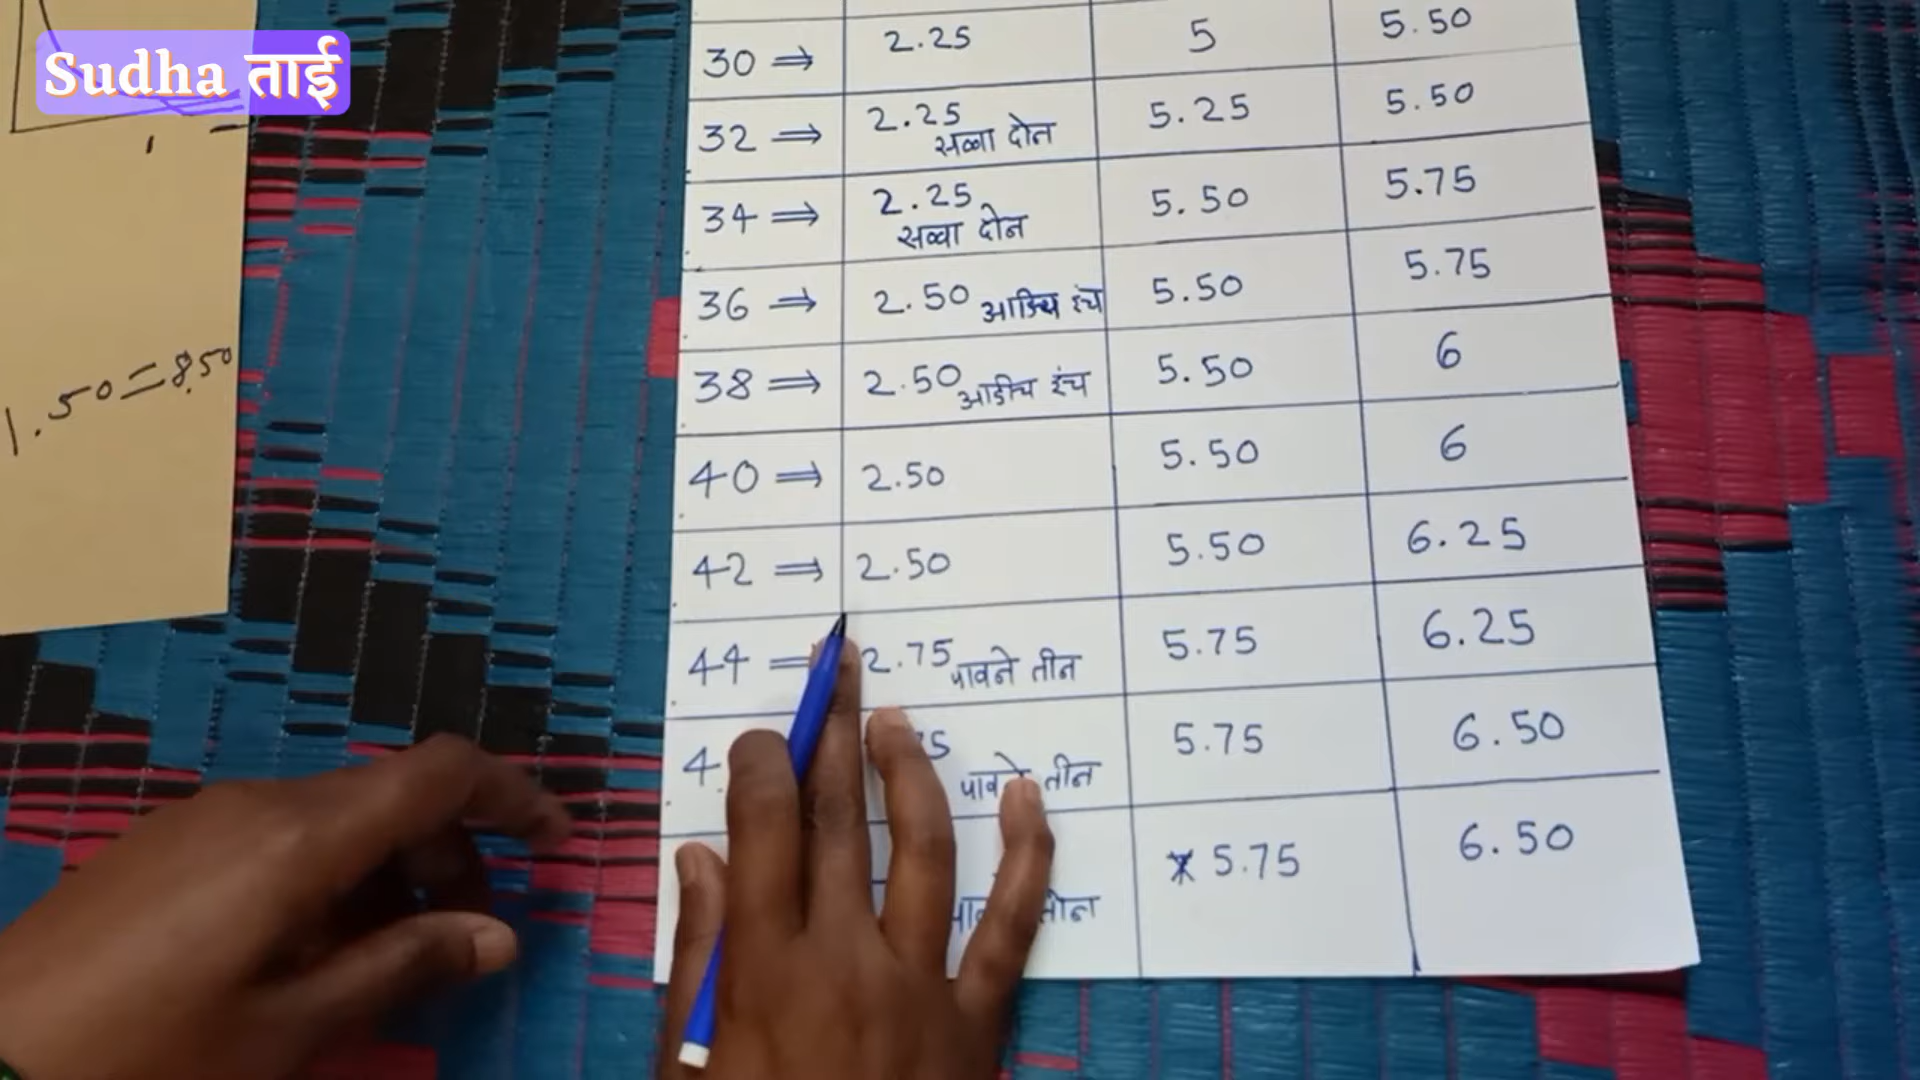 Sudha ताई
1.50=8.50
30 ⇒ 2.25 5 5.50
32 ⇒ 2.25 सव्वा दोन 5.25 5.50
34 ⇒ 2.25 सव्वा दोन 5.50 5.75
36 ⇒ 2.50 इंच 5.50 5.75
38 ⇒ 2.50 आडीच इंच 5.50 6
40 ⇒ 2.50 5.50 6
42 ⇒ 2.50 5.50 6.25
44 = 2.75 पावने तीन 5.75 6.25
4 पावने तीन 5.75 6.50
5.75 6.50